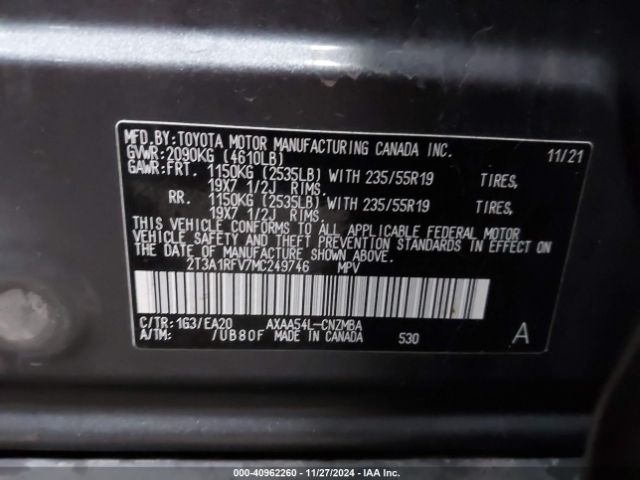 MFD.BY:TOYOTA MOTOR MANUFACTURING CANADA INC.
GVWR:2090KG (4610LB) 11/21
GAWR:FRT. 1150KG (2535LB) WITH 235/55R19 TIRES,
19X7 1/2J RIMS.
RR. 1150KG (2535LB) WITH 235/55R19 TIRES,
19X7 1/2J RIMS.
THIS VEHICLE CONFORMS TO ALL APPLICABLE FEDERAL MOTOR
VEHICLE SAFETY AND THEFT PREVENTION STANDARDS IN EFFECT
ON THE DATE OF MANUFACTURE SHOWN ABOVE.
2T3A1RFV7MC249746 MPV
C/TR:1G3/EA20 AXAA54L-CNZMBA A
A/TM: /UB80F MADE IN CANADA 530
000-40962260 - 11/27/2024 - IAA Inc.